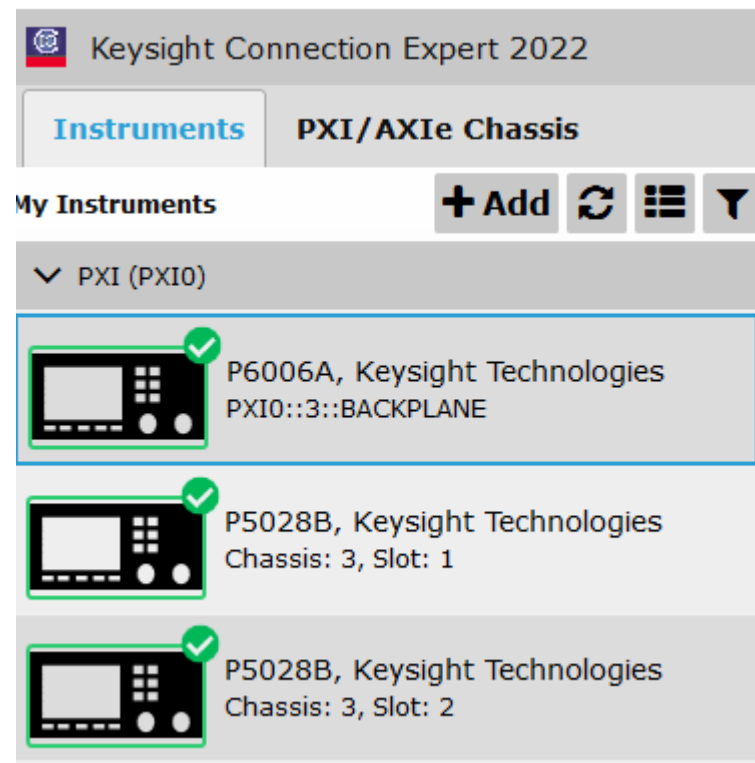 Keysight Connection Expert 2022
Instruments PXI/AXIe Chassis
My Instruments Add
PXI (PXI0)
P6006A, Keysight Technologies
PXI0::3::BACKPLANE
P5028B, Keysight Technologies
Chassis: 3, Slot: 1
P5028B, Keysight Technologies
Chassis: 3, Slot: 2